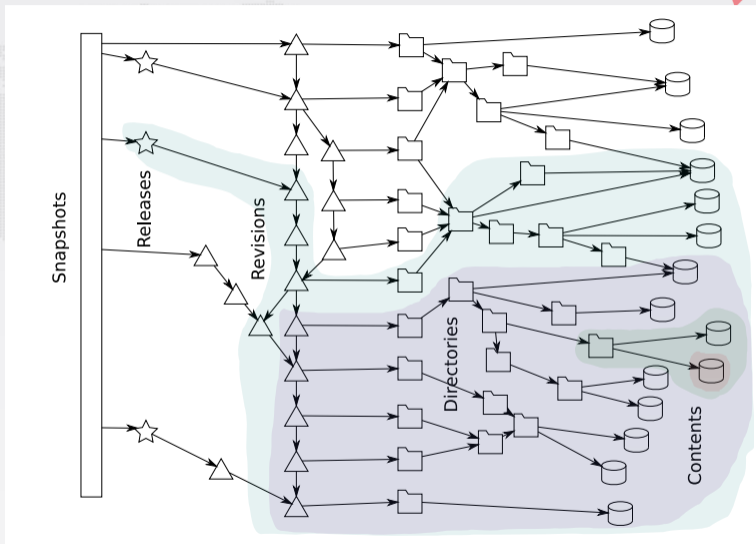 Snapshots
Releases
Revisions
Directories
Contents